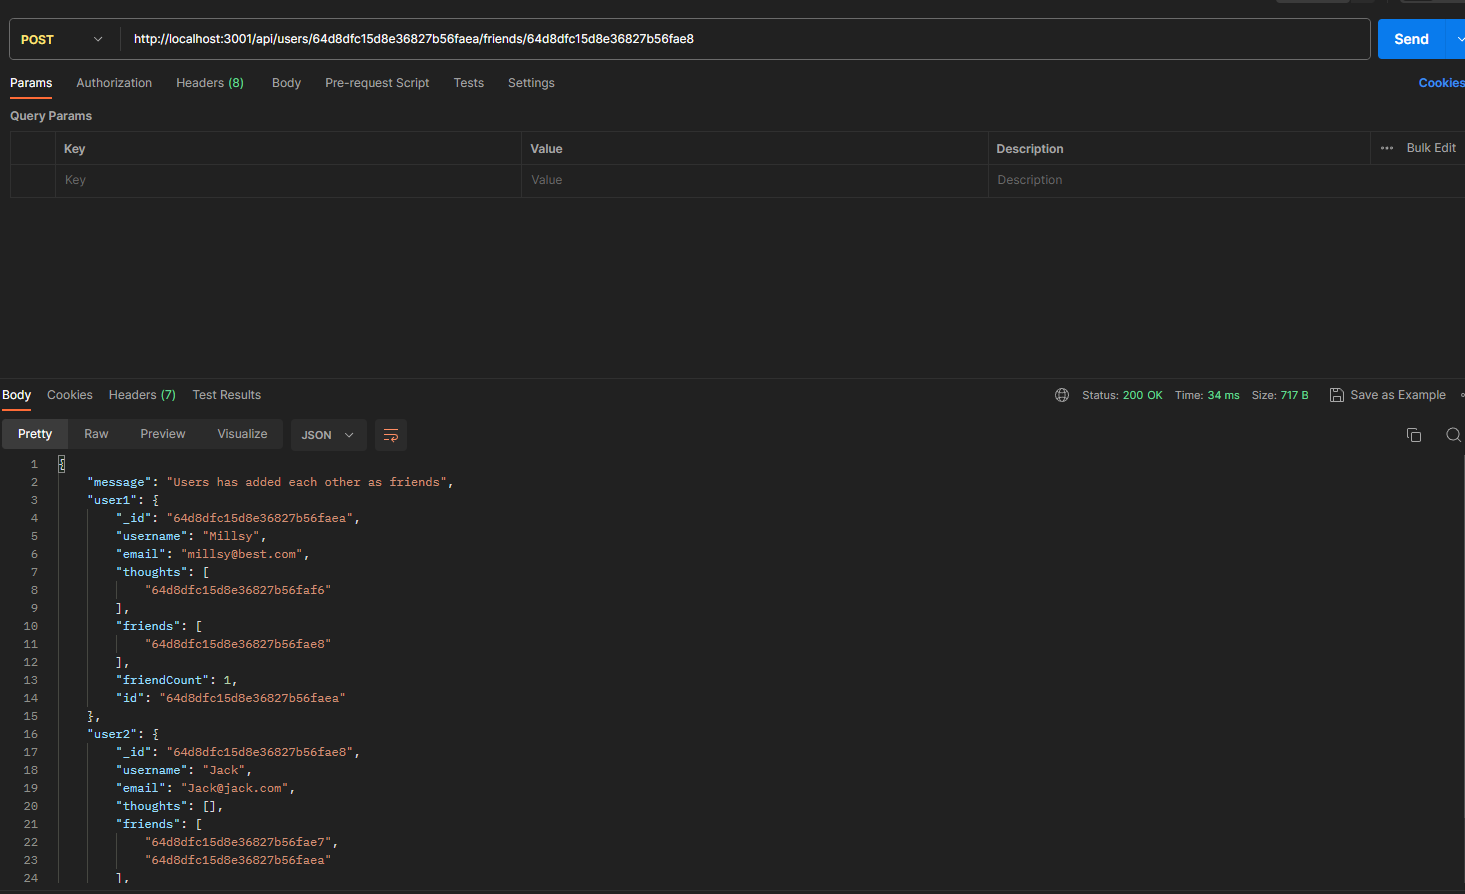 POST http://localhost:3001/api/users/64d8dfc15d8e36827b56faea/friends/64d8dfc15d8e36827b56fae8 Send
Params Authorization Headers (8) Body Pre-request Script Tests Settings Cookies
Query Params
Key Value Description ••• Bulk Edit
Key Value Description
Body Cookies Headers (7) Test Results Status: 200 OK Time: 34 ms Size: 717 B Save as Example
Pretty Raw Preview Visualize JSON
1 {
2 "message": "Users has added each other as friends",
3 "user1": {
4 "_id": "64d8dfc15d8e36827b56faea",
5 "username": "Millsy",
6 "email": "millsy@best.com",
7 "thoughts": [
8 "64d8dfc15d8e36827b56faf6"
9 ],
10 "friends": [
11 "64d8dfc15d8e36827b56fae8"
12 ],
13 "friendCount": 1,
14 "id": "64d8dfc15d8e36827b56faea"
15 },
16 "user2": {
17 "_id": "64d8dfc15d8e36827b56fae8",
18 "username": "Jack",
19 "email": "Jack@jack.com",
20 "thoughts": [],
21 "friends": [
22 "64d8dfc15d8e36827b56fae7",
23 "64d8dfc15d8e36827b56faea"
24 ],